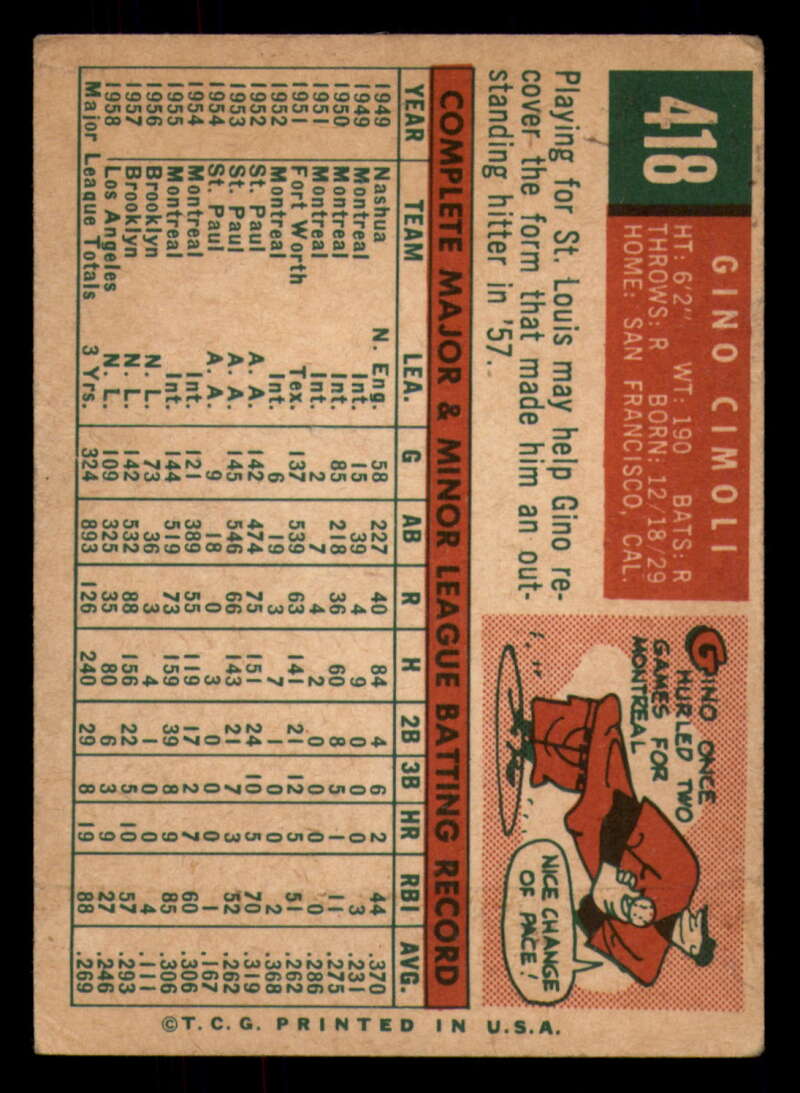 418
GINO CIMOLI
HT: 6'2" WT: 190 BATS: R
THROWS: R BORN: 12/18/29
HOME: SAN FRANCISCO, CAL.
Playing for St. Louis may help Gino re-
cover the form that made him an out-
standing hitter in '57..
GINO ONCE
HURLED TWO
GAMES FOR
MONTREAL
NICE CHANGE
OF PACE!
COMPLETE MAJOR & MINOR LEAGUE BATTING RECORD
YEAR TEAM LEA. G AB R H 2B 3B HR RBI AVG.
1949 Nashua N. Eng. 58 227 40 84 4 6 2 44 .370
1949 Montreal Int. 15 39 4 9 0 0 0 3 .231
1950 Montreal Int. 85 218 36 60 8 5 1 11 .275
1951 Montreal Int. 2 7 4 2 0 0 0 0 .286
1951 Fort Worth Tex. 137 539 63 141 21 12 5 51 .262
1952 Montreal Int. 6 19 3 7 1 0 0 2 .368
1952 St. Paul A. A. 142 474 75 151 24 10 5 70 .319
1953 St. Paul A. A. 145 546 66 143 21 7 3 52 .262
1954 St. Paul A. A. 9 18 0 3 0 0 0 1 .167
1954 Montreal Int. 121 389 55 119 17 2 7 60 .306
1955 Montreal Int. 144 519 73 159 39 8 9 85 .306
1956 Brooklyn N. L. 73 36 3 4 1 0 0 4 .111
1957 Brooklyn N. L. 142 532 88 156 22 5 10 57 .293
1958 Los Angeles N. L. 109 325 35 80 6 3 9 27 .246
Major League Totals 3 Yrs. 324 893 126 240 29 8 19 88 .269
©T.C.G. PRINTED IN U.S.A.